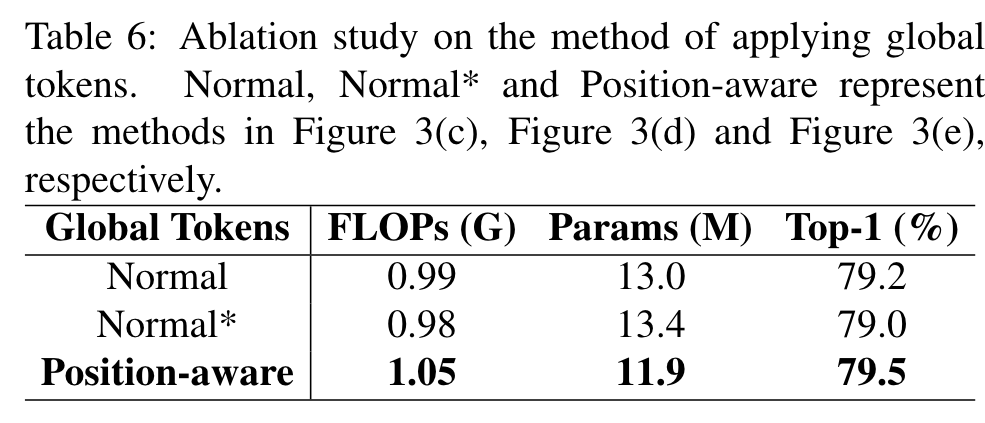 Table 6: Ablation study on the method of applying global
tokens. Normal, Normal* and Position-aware represent
the methods in Figure 3(c), Figure 3(d) and Figure 3(e),
respectively.
Global Tokens FLOPs (G) Params (M) Top-1 (%)
Normal 0.99 13.0 79.2
Normal* 0.98 13.4 79.0
Position-aware 1.05 11.9 79.5